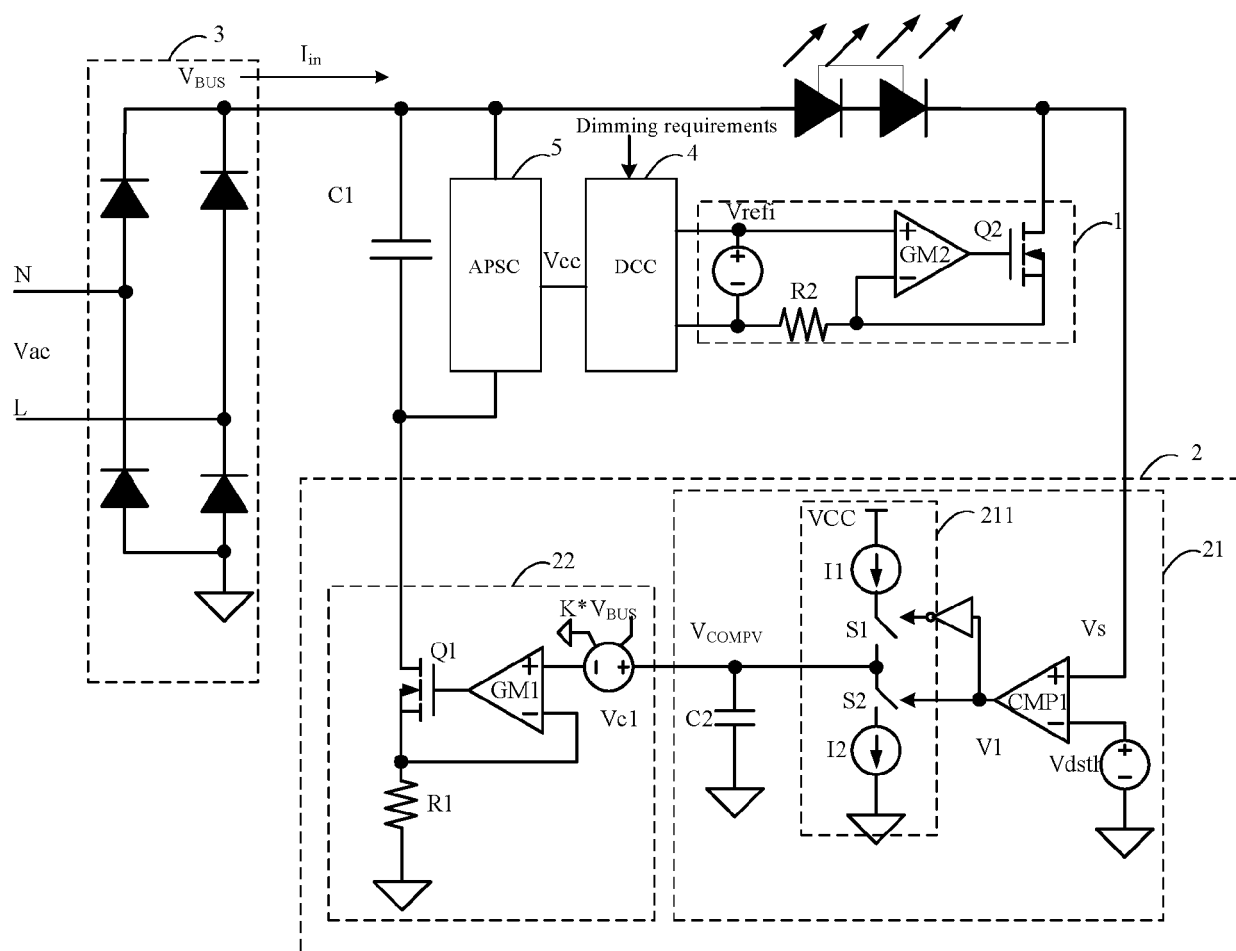 3
V_BUS
I_in
Dimming requirements
5
4
C1
Vrefi
+
GM2
−
Q2
1
N
APSC
Vcc
DCC
+
−
R2
Vac
L
2
VCC
211
21
I1
22
K*V_BUS
V_COMPV
S1
Vs
Q1
+
GM1
−
−
+
Vc1
C2
S2
+
CMP1
−
V1
I2
Vdsth
+
−
R1